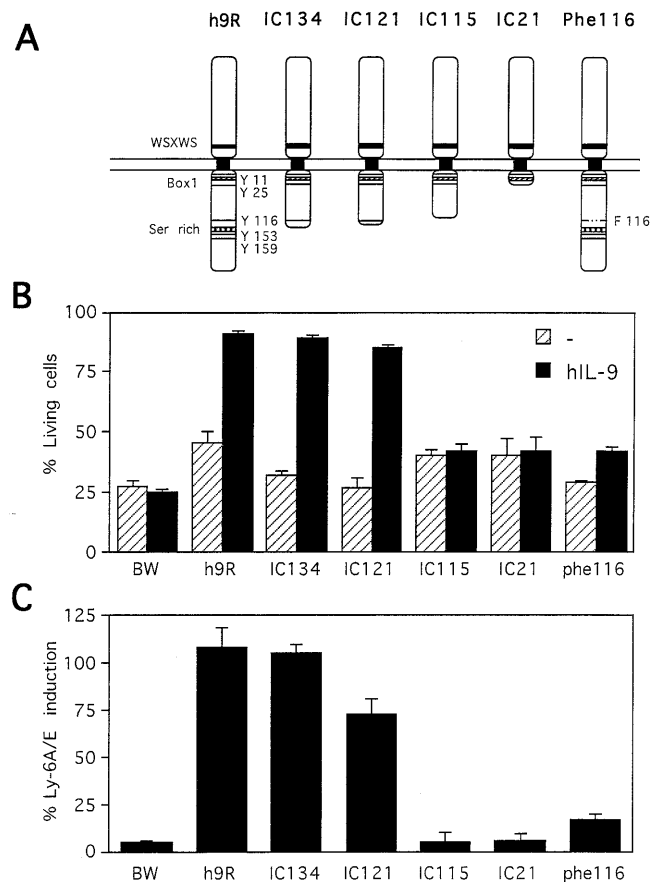 A
h9R IC134 IC121 IC115 IC21 Phe116
WSXWS
Box1
Y 11
Y 25
Ser rich
Y 116
Y 153
Y 159
F 116
B
% Living cells
100
75
50
25
0
-
hIL-9
BW h9R IC134 IC121 IC115 IC21 phe116
C
% Ly-6A/E induction
125
100
75
50
25
0
BW h9R IC134 IC121 IC115 IC21 phe116